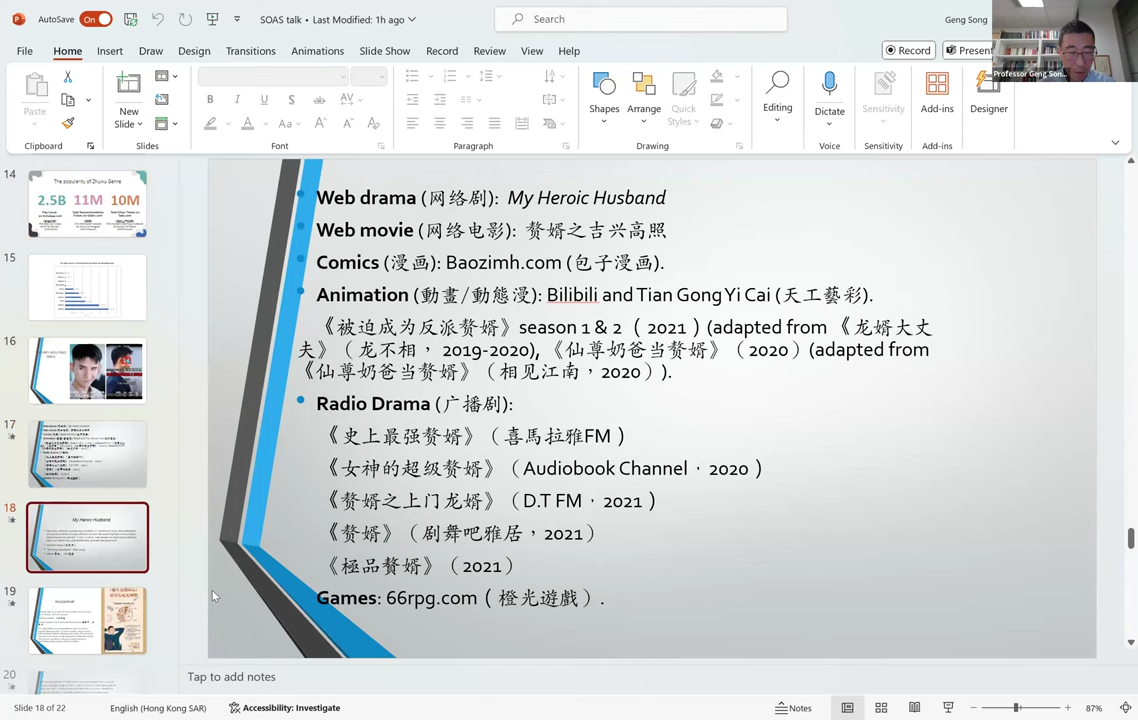 AutoSave
On
SOAS talk • Last Modified: 1h ago
Search
Geng Song
File
Home
Insert
Draw
Design
Transitions
Animations
Slide Show
Record
Review
View
Help
Record
Present
Professor Geng Son...
Paste
New
Slide
B
I
U
S
ab
AV
A
Aa
A
A
Shapes
Arrange
Quick
Styles
Editing
Dictate
Sensitivity
Add-ins
Designer
Clipboard
Slides
Font
Paragraph
Drawing
Voice
Sensitivity
Add-ins
14
The popularity of Zhuixu Genre
2.5B 11M 10M
15
16
17
18
My Heroic Husband
19
20
Web drama (网络剧): My Heroic Husband
Web movie (网络电影): 赘婿之吉兴高照
Comics (漫画): Baozimh.com (包子漫画).
Animation (動畫/動態漫): Bilibili and Tian Gong Yi Cai (天工藝彩).
《被迫成为反派赘婿》season 1 & 2 （2021）(adapted from 《龙婿大丈
夫》（龙不相，2019-2020), 《仙尊奶爸当赘婿》（2020）(adapted from
《仙尊奶爸当赘婿》（相见江南，2020）).
Radio Drama (广播剧):
《史上最强赘婿》（喜馬拉雅FM）
《女神的超级赘婿》（Audiobook Channel，2020）
《赘婿之上门龙婿》（D.T FM，2021）
《赘婿》（剧舞吧雅居，2021）
《極品贅婿》（2021）
Games: 66rpg.com（橙光遊戲）.
Tap to add notes
Slide 18 of 22
English (Hong Kong SAR)
Accessibility: Investigate
Notes
87%